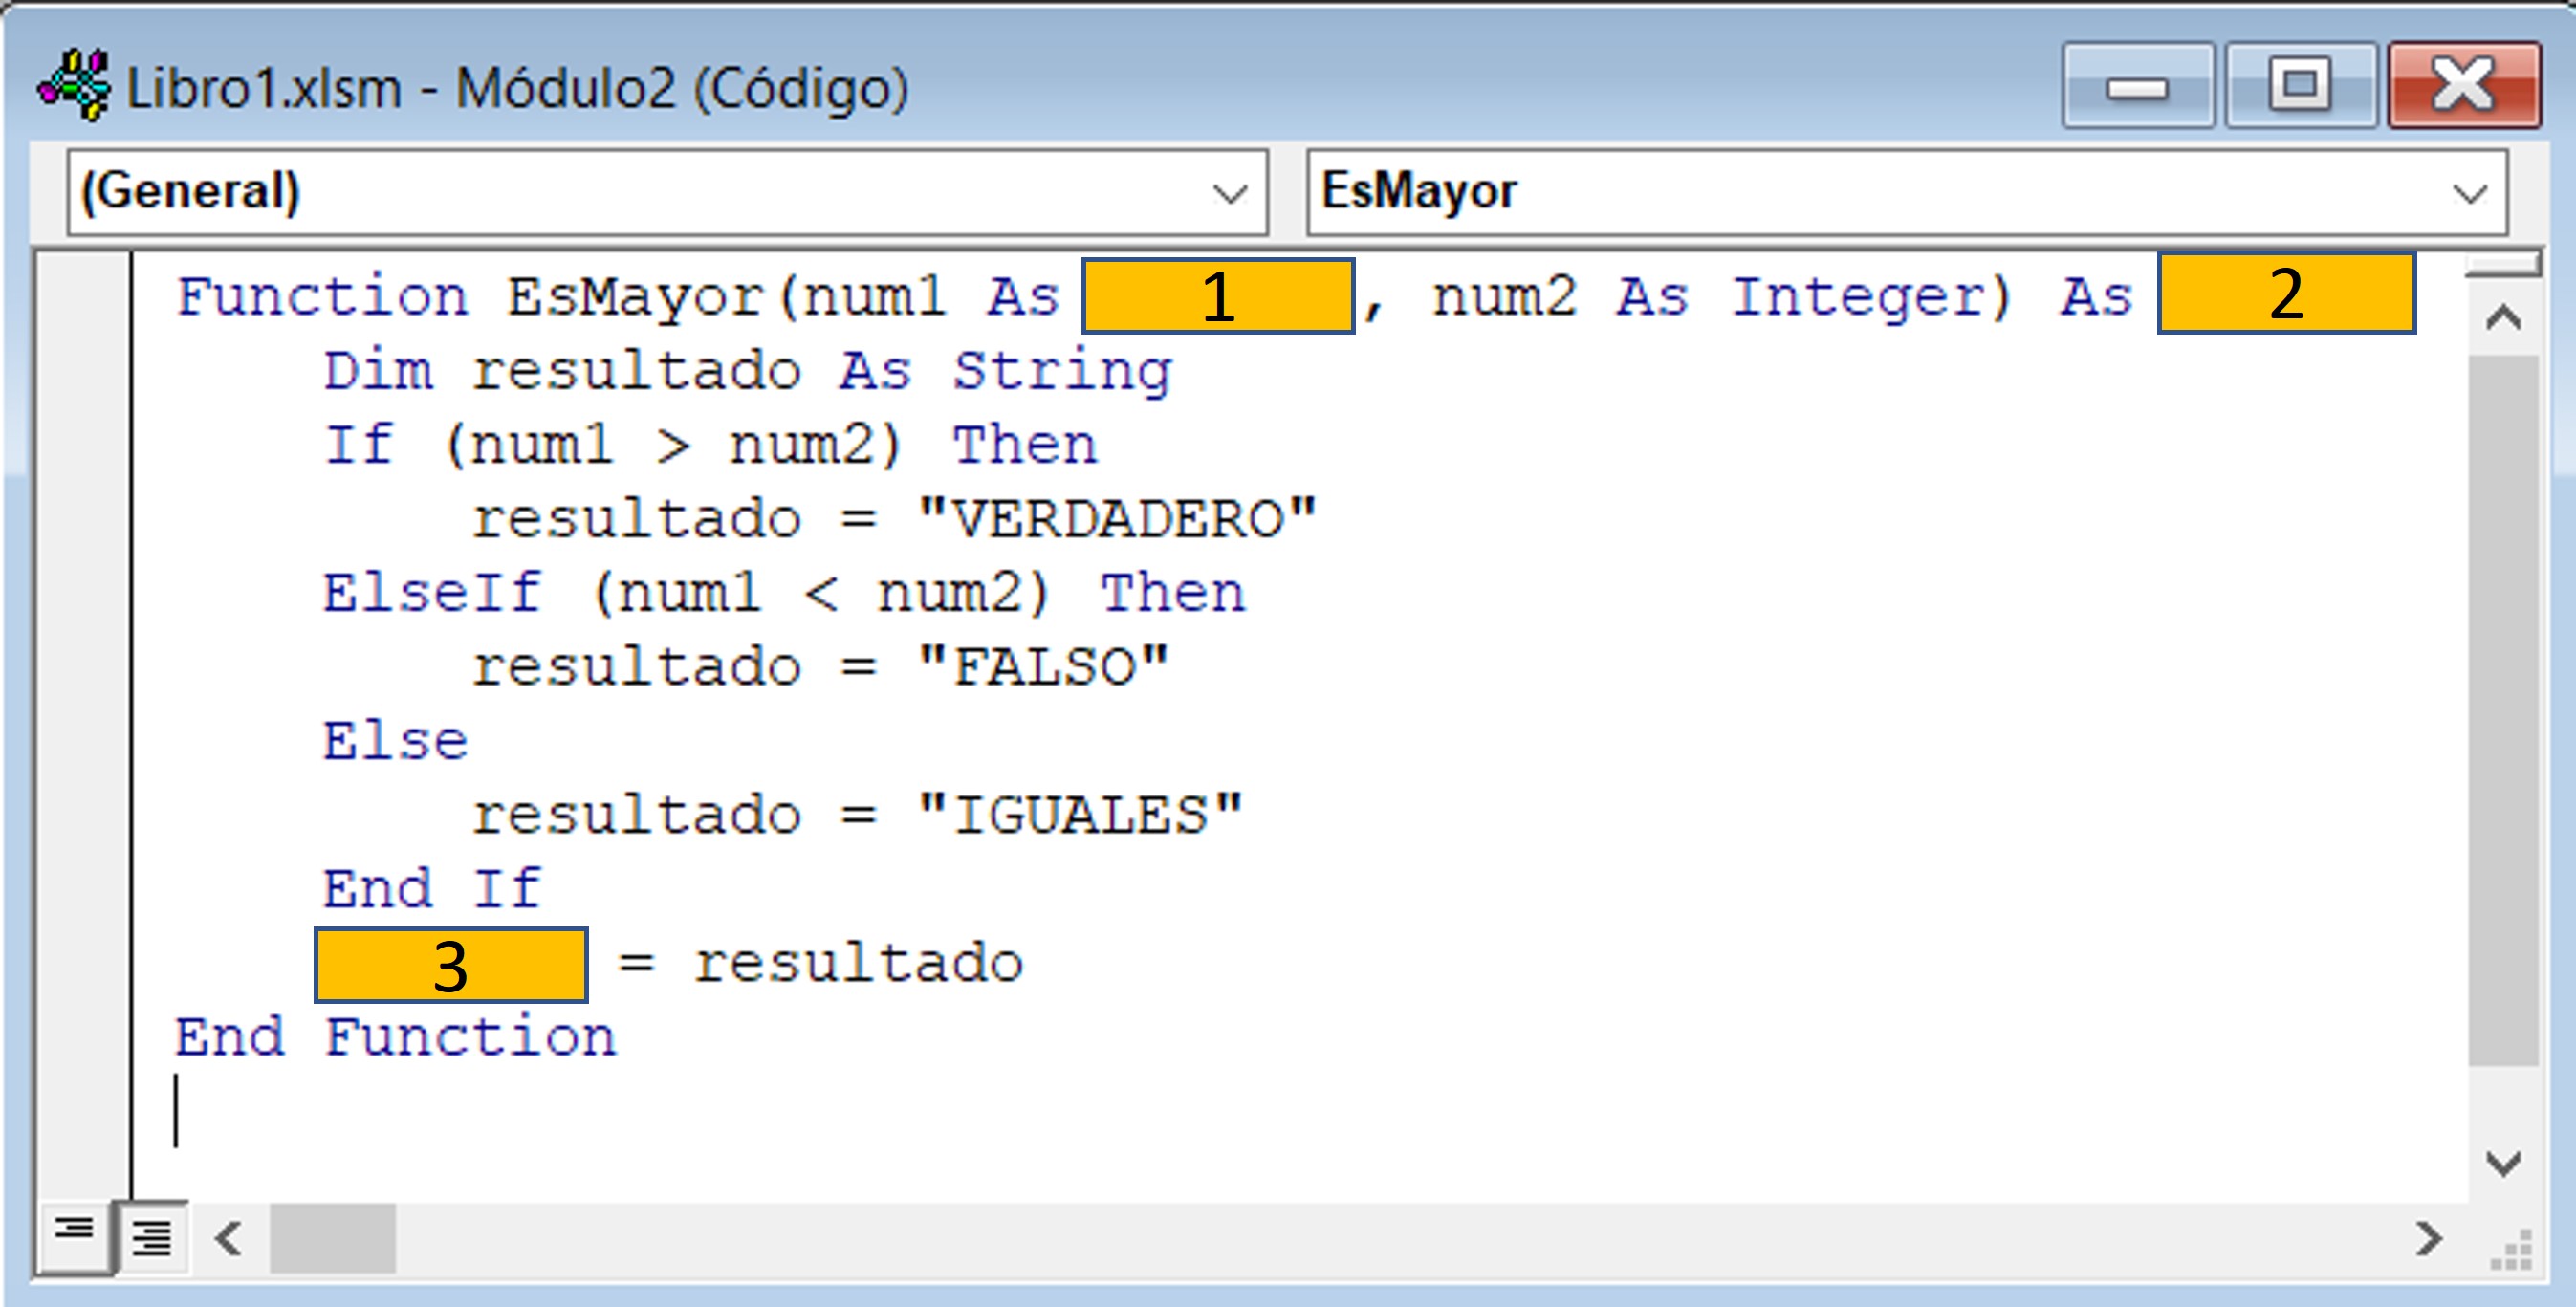 Libro1.xlsm - Módulo2 (Código)
(General) EsMayor
Function EsMayor(num1 As 1, num2 As Integer) As 2
Dim resultado As String
If (num1 > num2) Then
resultado = "VERDADERO"
ElseIf (num1 < num2) Then
resultado = "FALSO"
Else
resultado = "IGUALES"
End If
3 = resultado
End Function